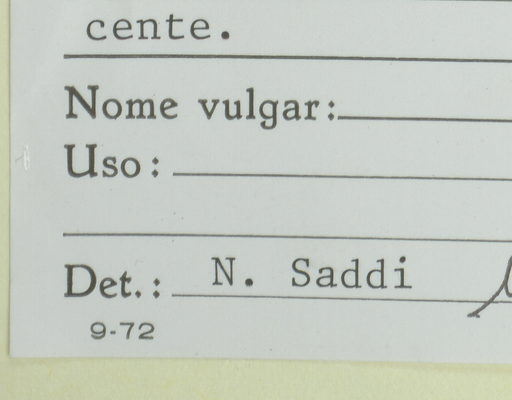 cente.
Nome vulgar:
Uso:
Det.: N. Saddi
9-72